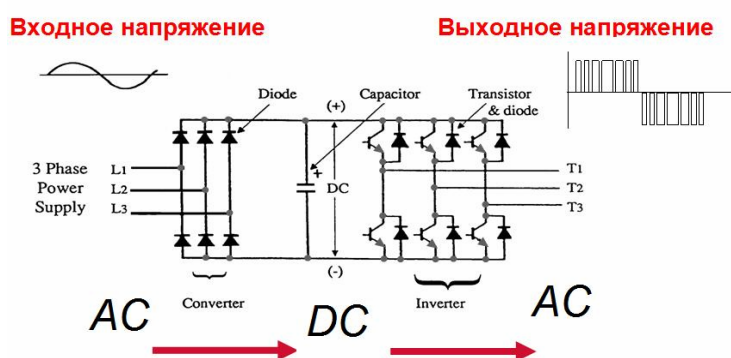 Входное напряжение
Выходное напряжение
Diode
(+)
Capacitor
Transistor
& diode
3 Phase
Power
Supply
L1
L2
L3
+
DC
T1
T2
T3
(-)
Converter
Inverter
AC
DC
AC